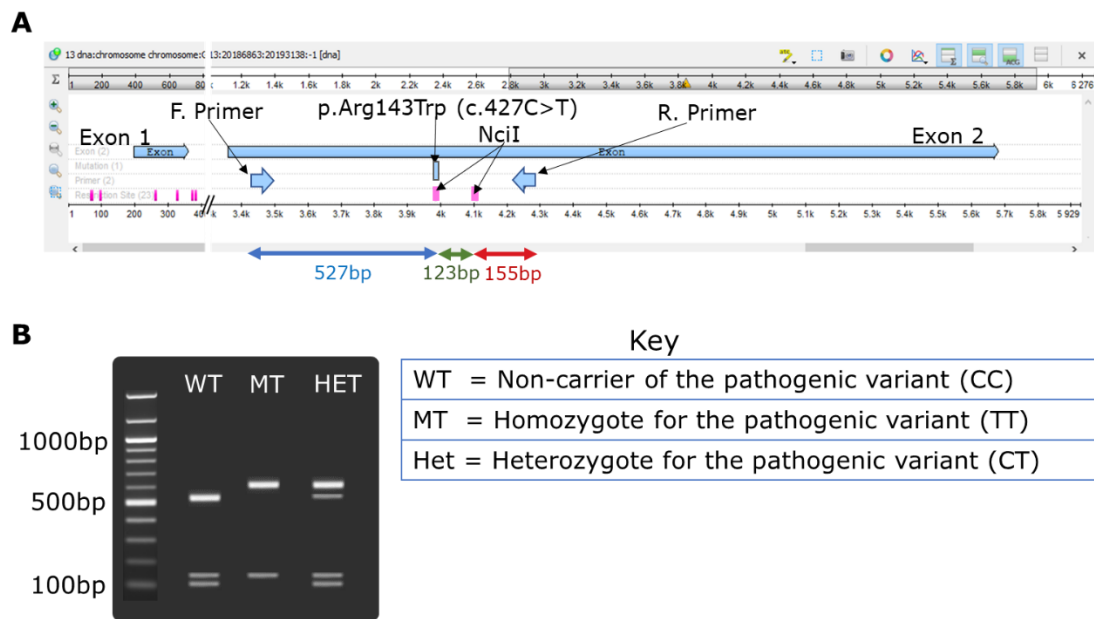 A
13 dna:chromosome chromosome:G 13:20186863:20193138:-1 [dna]
1 200 400 600 800 1k 1.2k 1.4k 1.6k 1.8k 2k 2.2k 2.4k 2.6k 2.8k 3k 3.2k 3.4k 3.6k 3.8k 4k 4.2k 4.4k 4.6k 4.8k 5k 5.2k 5.4k 5.6k 5.8k 6k 6 276
F. Primer
p.Arg143Trp (c.427C>T)
R. Primer
NciI
Exon 1
Exon 2
Exon (2)
Exon
Exon
Mutation (1)
Primer (2)
Restriction Site (23)
1 50 100 150 200 250 300 350 3.4k 3.5k 3.6k 3.7k 3.8k 3.9k 4k 4.1k 4.2k 4.3k 4.4k 4.5k 4.6k 4.7k 4.8k 4.9k 5k 5.1k 5.2k 5.3k 5.4k 5.5k 5.6k 5.7k 5.8k 5 929
527bp
123bp
155bp
B
Key
WT MT HET
1000bp
500bp
100bp
WT = Non-carrier of the pathogenic variant (CC)
MT = Homozygote for the pathogenic variant (TT)
Het = Heterozygote for the pathogenic variant (CT)